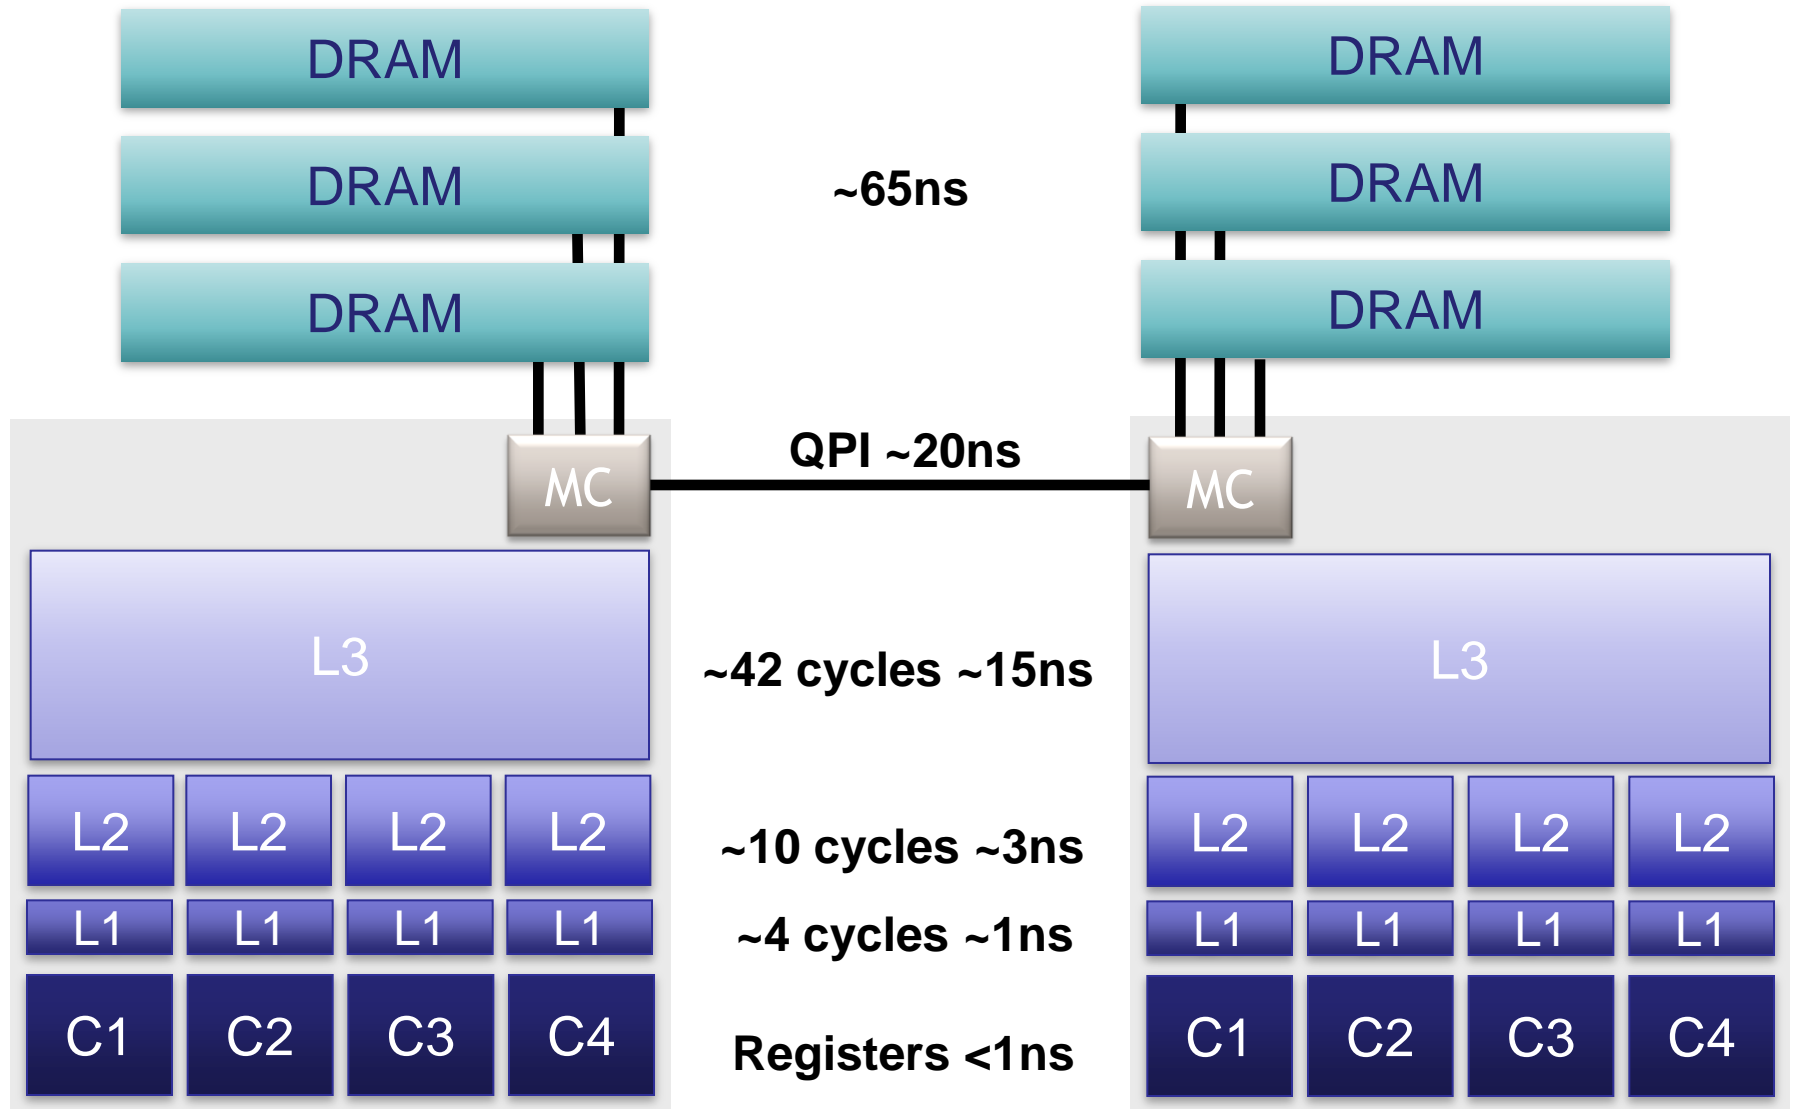 DRAM DRAM
DRAM ~65ns DRAM
DRAM DRAM
QPI ~20ns
MC MC
L3 ~42 cycles ~15ns L3
L2 L2 L2 L2 ~10 cycles ~3ns L2 L2 L2 L2
L1 L1 L1 L1 ~4 cycles ~1ns L1 L1 L1 L1
C1 C2 C3 C4 Registers <1ns C1 C2 C3 C4